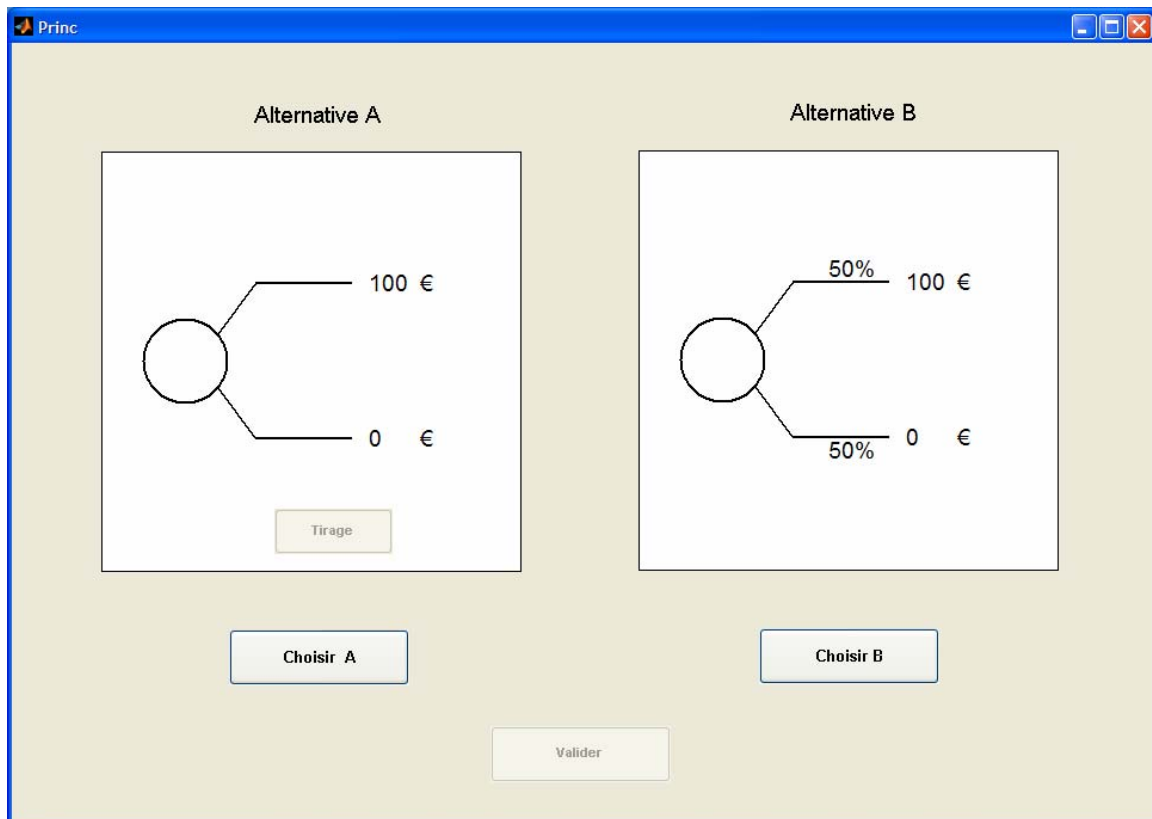 Princ
Alternative A
Alternative B
100 €
0 €
Tirage
50%
100 €
0 €
50%
Choisir A
Choisir B
Valider